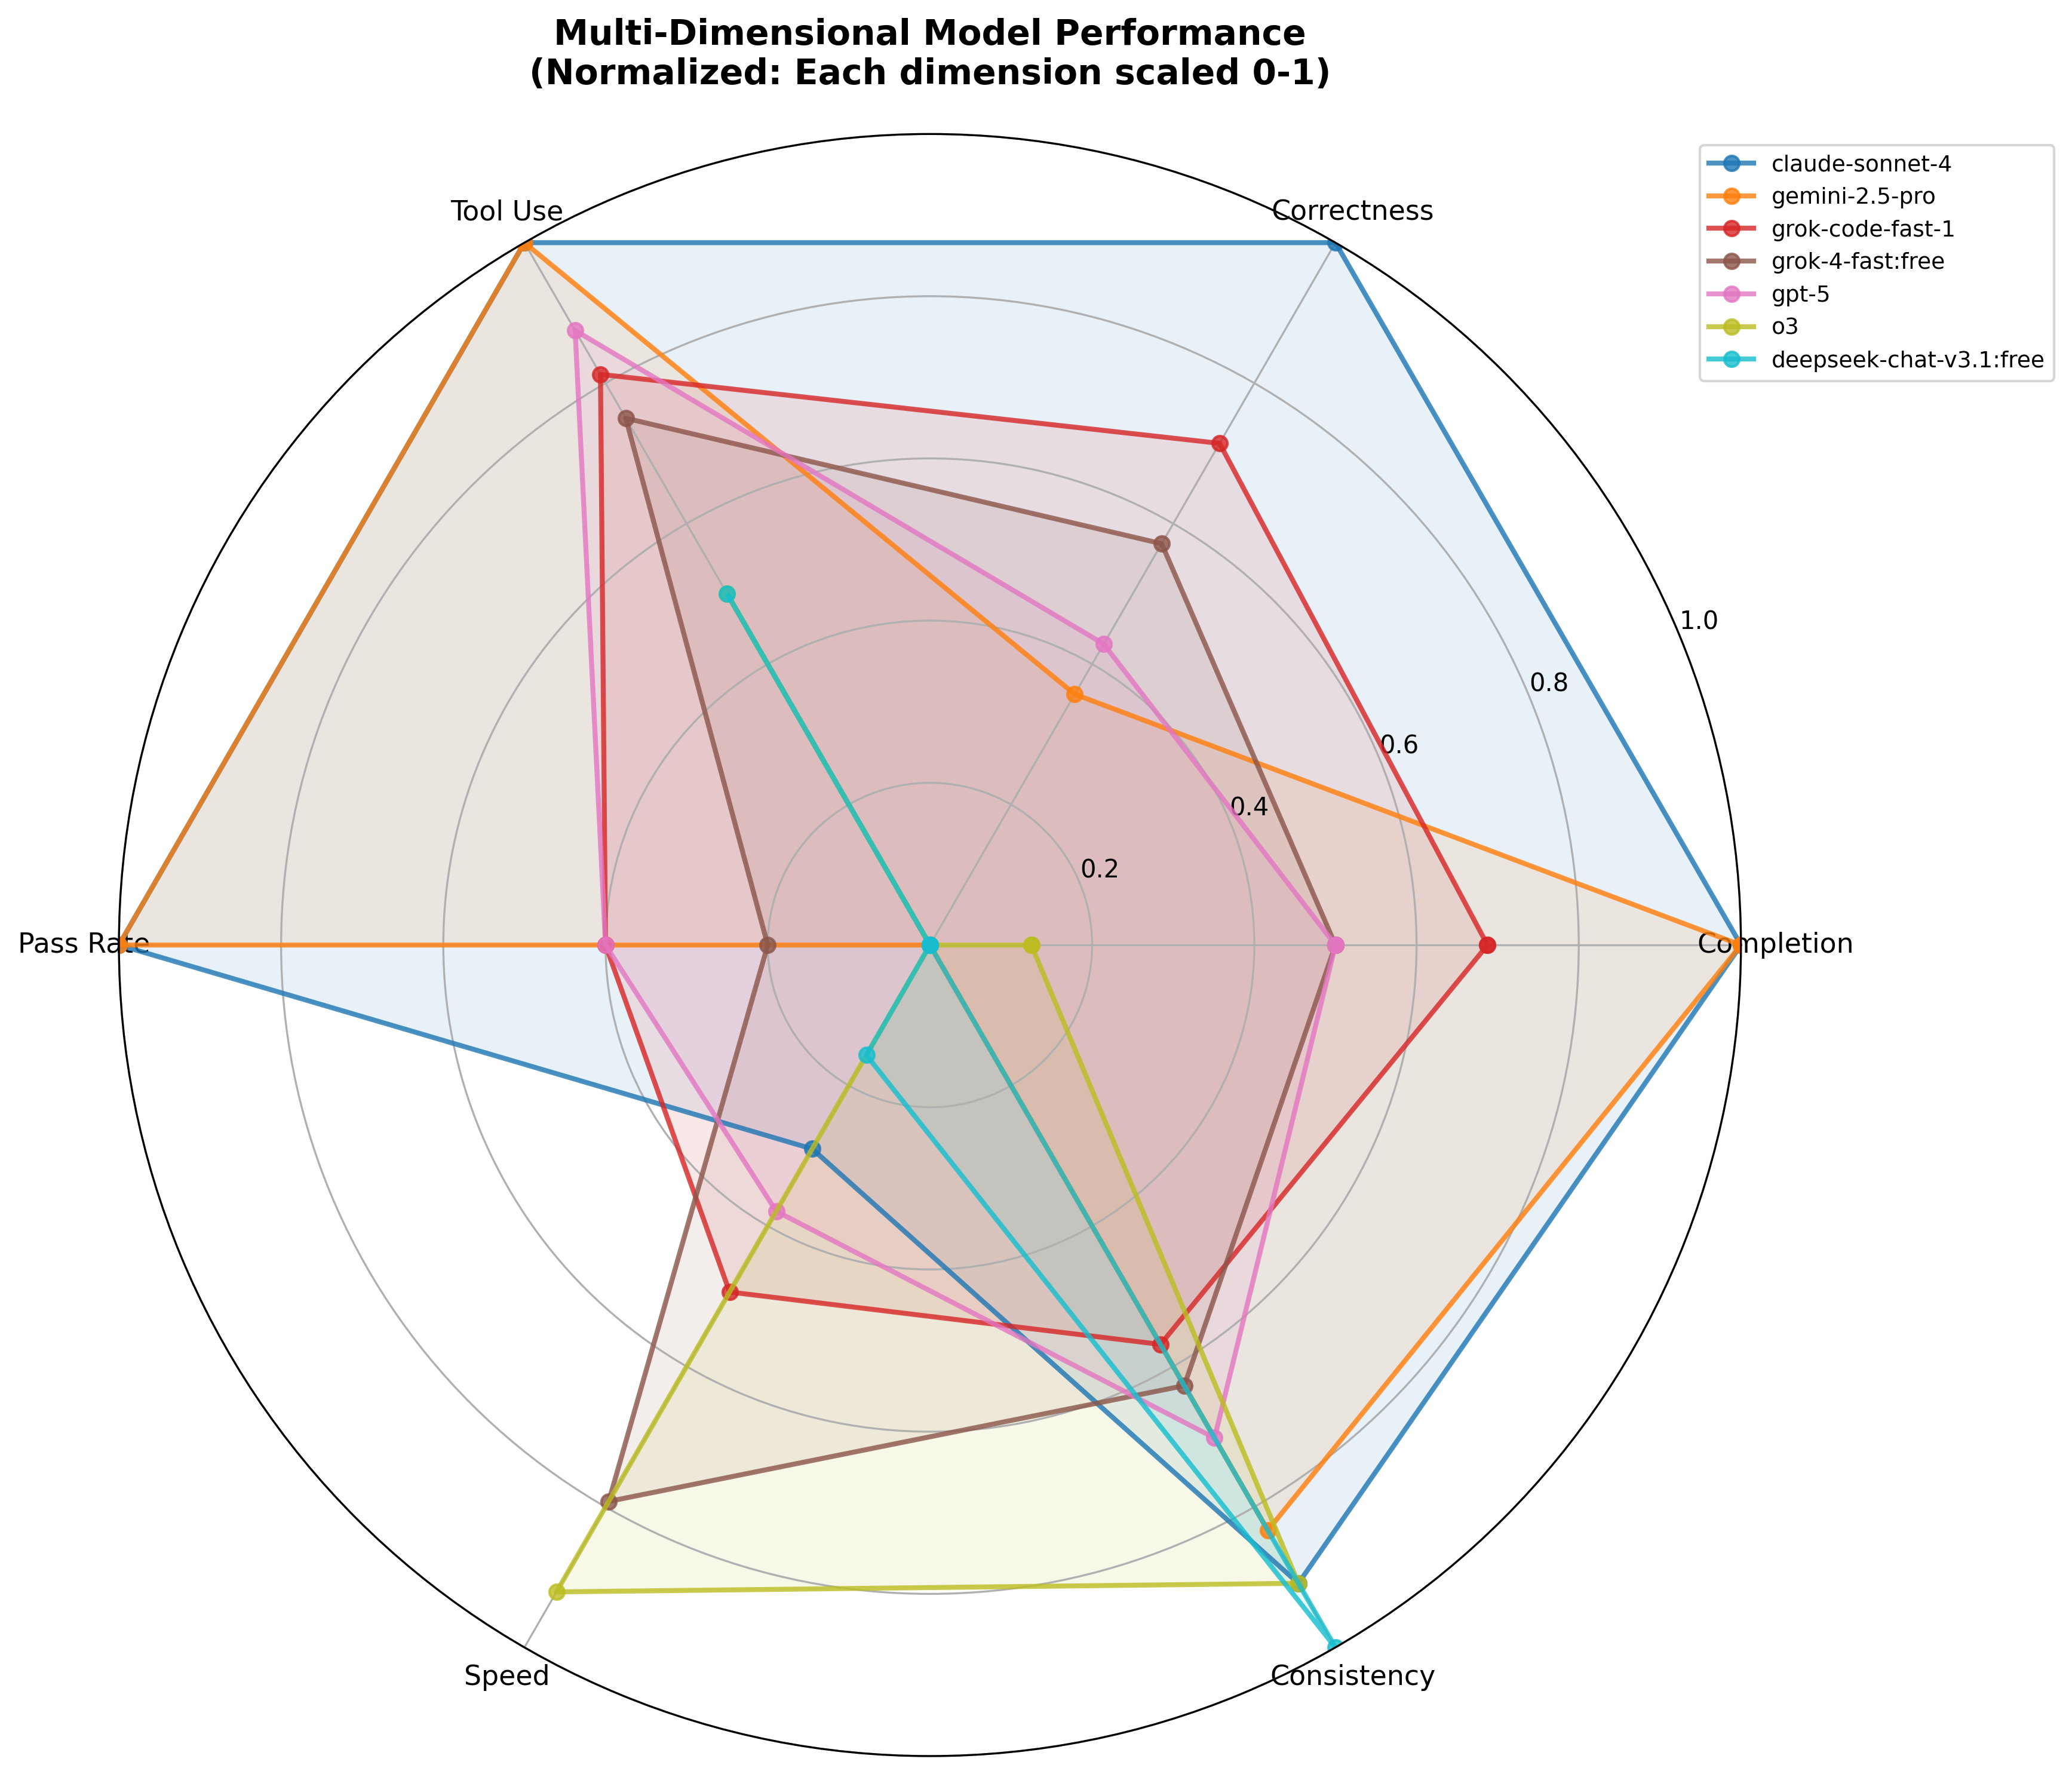 Multi-Dimensional Model Performance
(Normalized: Each dimension scaled 0-1)
claude-sonnet-4
gemini-2.5-pro
grok-code-fast-1
grok-4-fast:free
gpt-5
o3
deepseek-chat-v3.1:free
Tool Use
Correctness
1.0
0.8
0.6
0.4
0.2
Pass Rate
Completion
Speed
Consistency